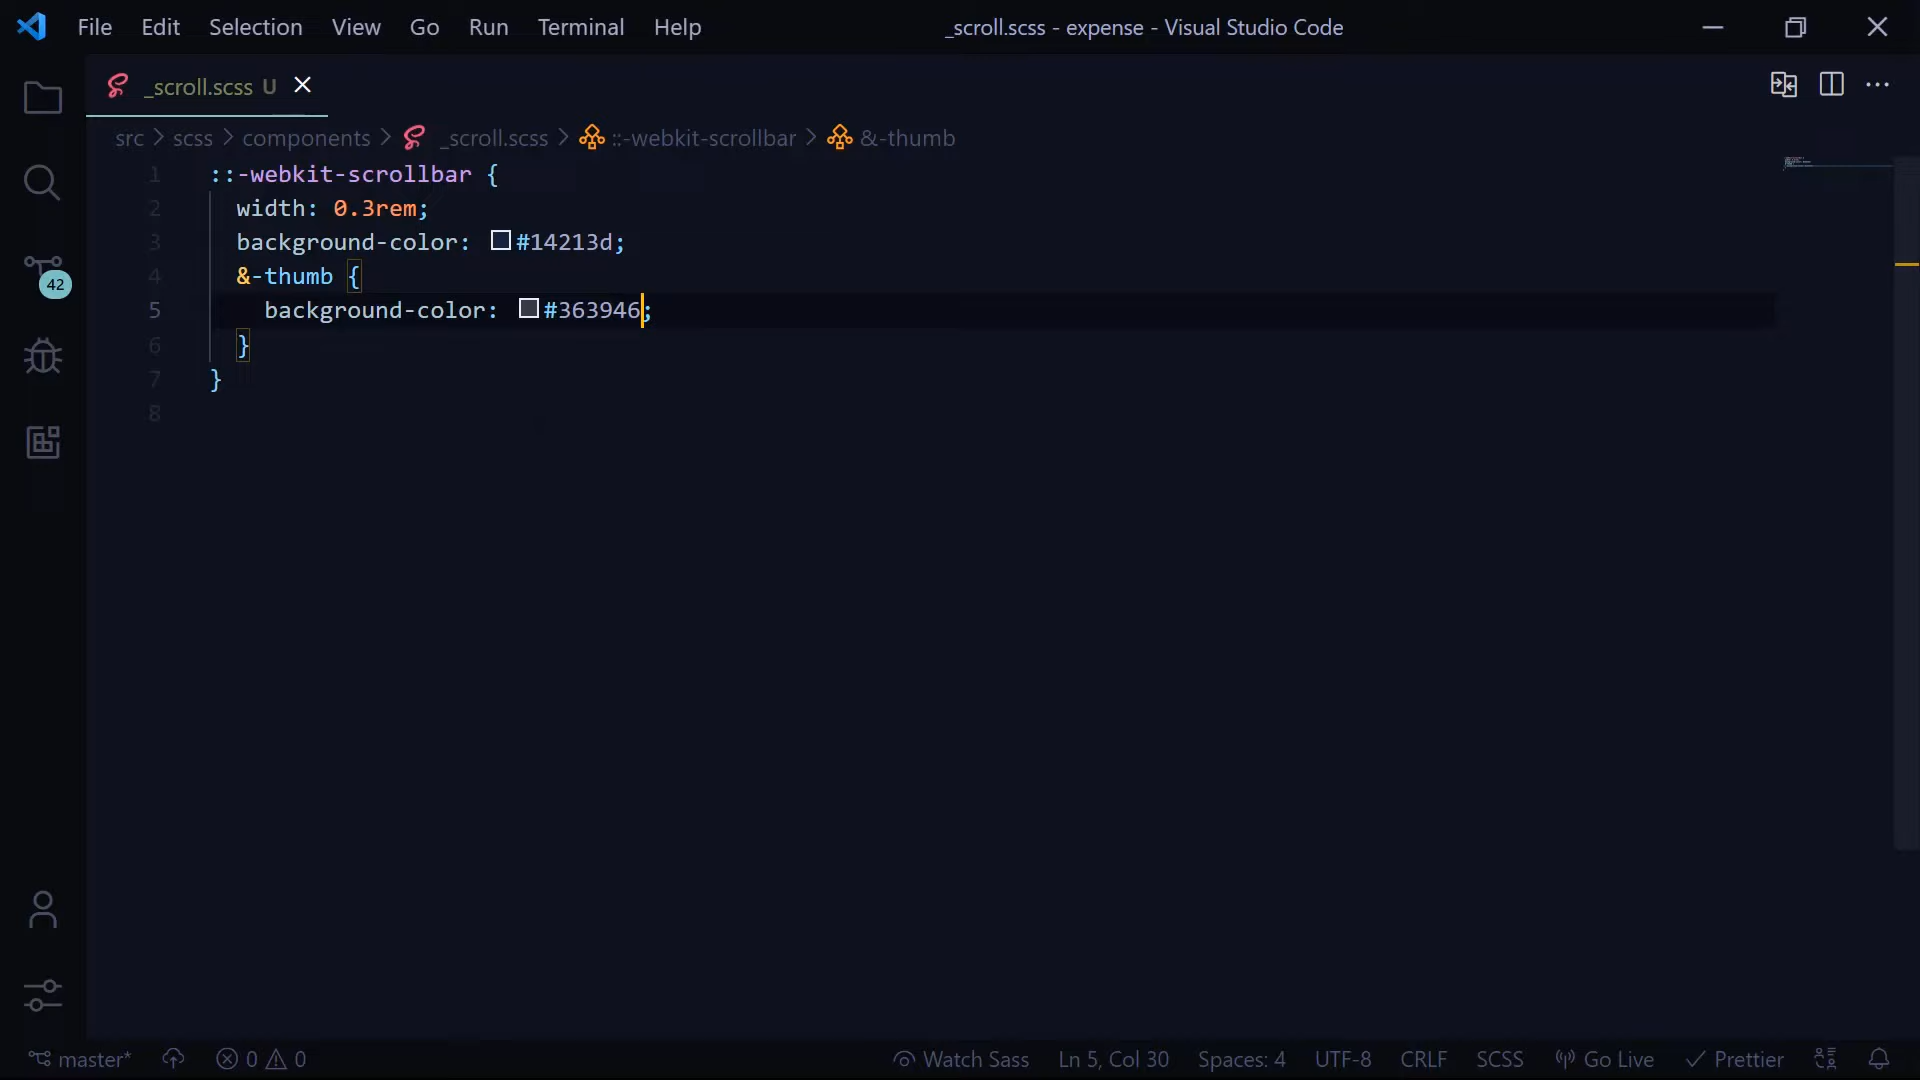 File Edit Selection View Go Run Terminal Help _scroll.scss - expense - Visual Studio Code
_scroll.scss U
src > scss > components > _scroll.scss > ::-webkit-scrollbar > &-thumb
1 ::-webkit-scrollbar {
2 width: 0.3rem;
3 background-color: #14213d;
4 &-thumb {
5 background-color: #363946;
6 }
7 }
8
42
master* 0 0 Watch Sass Ln 5, Col 30 Spaces: 4 UTF-8 CRLF SCSS Go Live Prettier